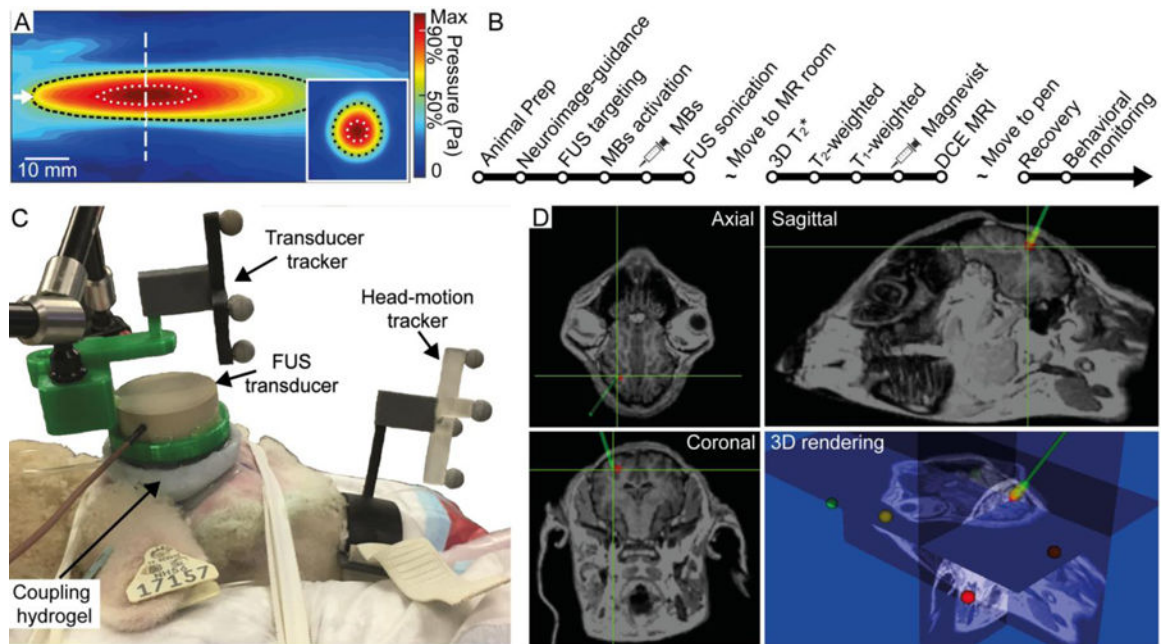 A
Max
90%
50%
0
Pressure (Pa)
10 mm
B
Animal Prep
Neuroimage-guidance
FUS targeting
MBs activation
MBs
FUS sonication
~ Move to MR room
3D T2*
T2-weighted
T1-weighted
Magnevist
DCE MRI
~ Move to pen
Recovery
Behavioral
monitoring
C
Transducer
tracker
Head-motion
tracker
FUS
transducer
Coupling
hydrogel
17157
D
Axial
Sagittal
Coronal
3D rendering